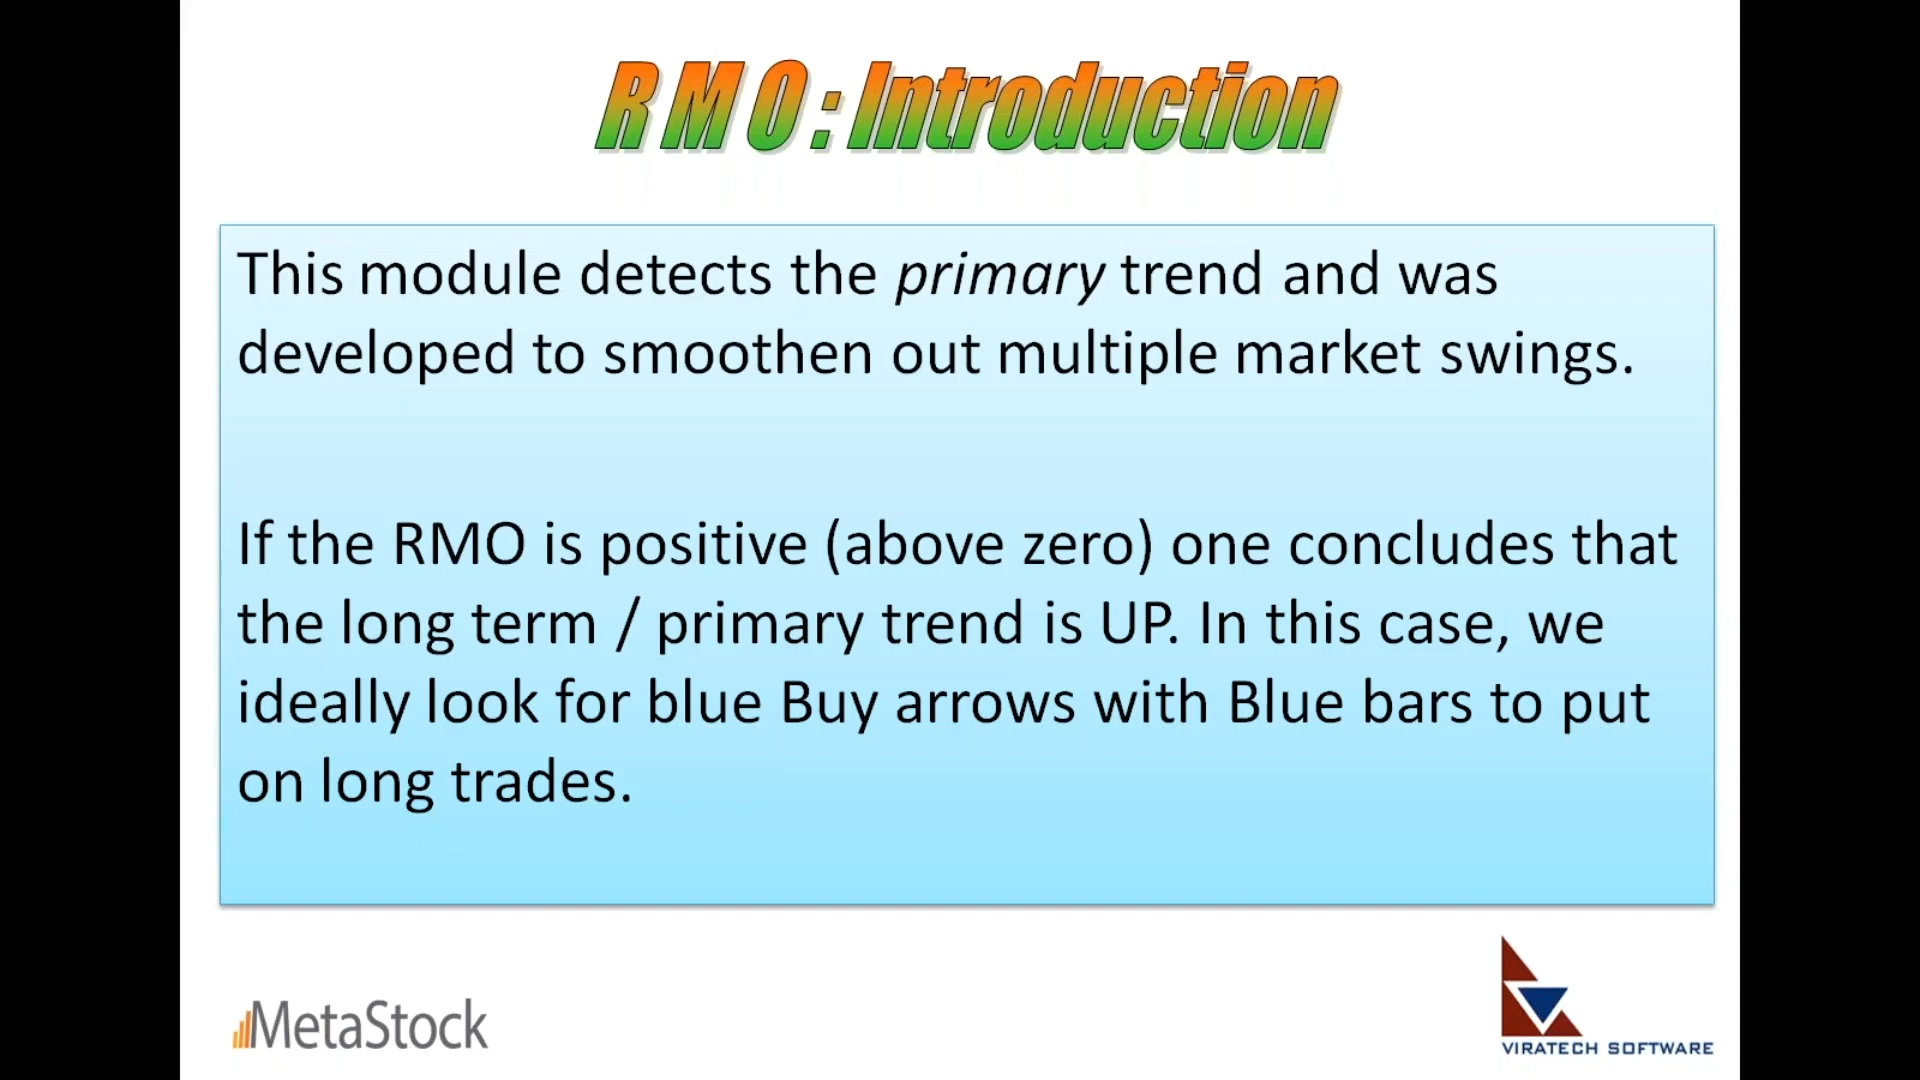 R M O : Introduction
This module detects the primary trend and was
developed to smoothen out multiple market swings.
If the RMO is positive (above zero) one concludes that
the long term / primary trend is UP. In this case, we
ideally look for blue Buy arrows with Blue bars to put
on long trades.
MetaStock
VIRATECH SOFTWARE